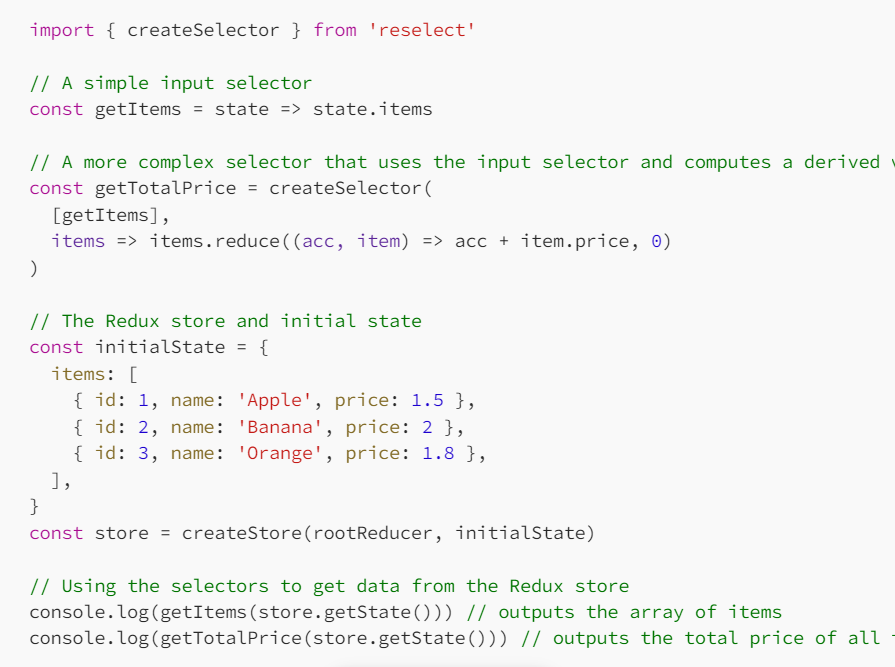 import { createSelector } from 'reselect'
// A simple input selector
const getItems = state => state.items
// A more complex selector that uses the input selector and computes a derived
const getTotalPrice = createSelector(
  [getItems],
  items => items.reduce((acc, item) => acc + item.price, 0)
)
// The Redux store and initial state
const initialState = {
  items: [
    { id: 1, name: 'Apple', price: 1.5 },
    { id: 2, name: 'Banana', price: 2 },
    { id: 3, name: 'Orange', price: 1.8 },
  ],
}
const store = createStore(rootReducer, initialState)
// Using the selectors to get data from the Redux store
console.log(getItems(store.getState())) // outputs the array of items
console.log(getTotalPrice(store.getState())) // outputs the total price of all